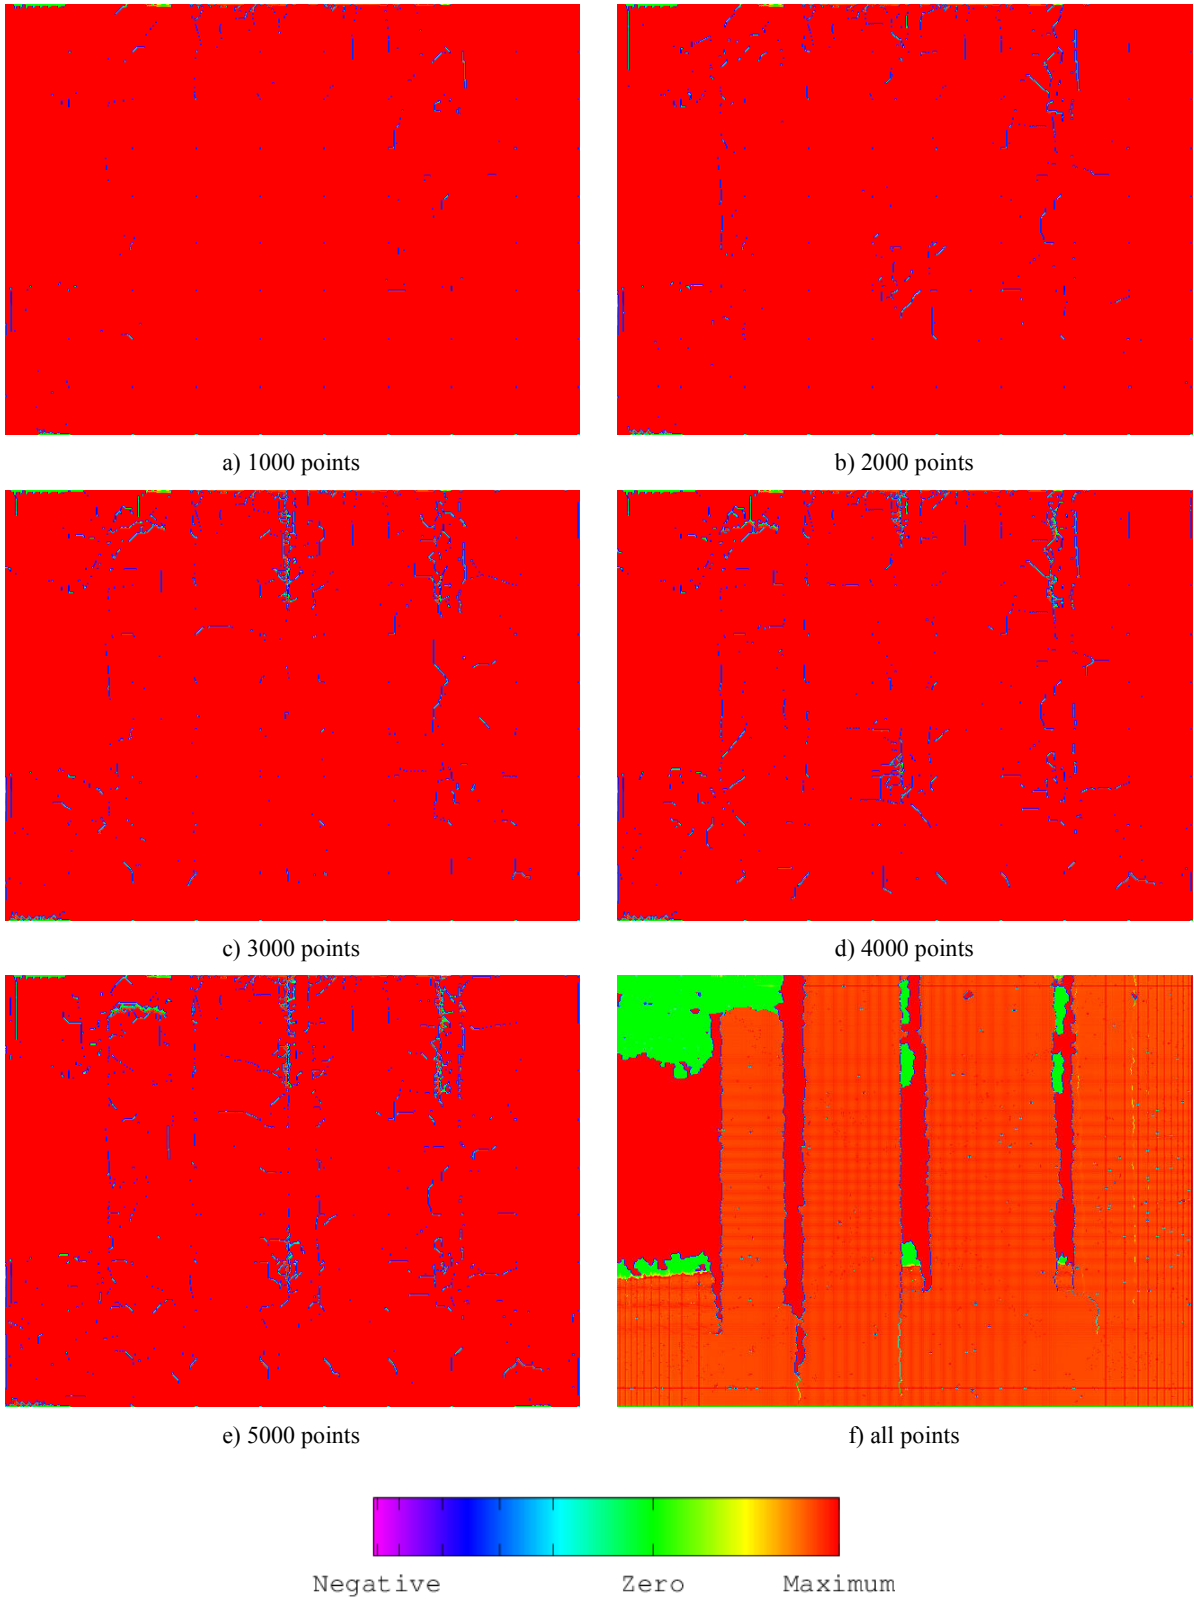 a) 1000 points
b) 2000 points
c) 3000 points
d) 4000 points
e) 5000 points
f) all points
Negative Zero Maximum